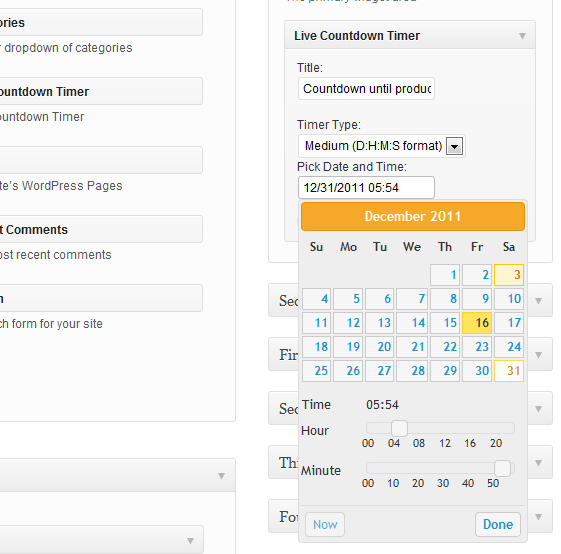 ories
r dropdown of categories
ountdown Timer
ountdown Timer
te's WordPress Pages
t Comments
ost recent comments
n
ch form for your site
The primary widget area
Live Countdown Timer
Title:
Countdown until produc
Timer Type:
Medium (D:H:M:S format)
Pick Date and Time:
12/31/2011 05:54
December 2011
Su Mo Tu We Th Fr Sa
1 2 3
4 5 6 7 8 9 10
11 12 13 14 15 16 17
18 19 20 21 22 23 24
25 26 27 28 29 30 31
Time 05:54
Hour
00 04 08 12 16 20
Minute
00 10 20 30 40 50
Now Done
Sec
Firs
Sec
Thi
Fou